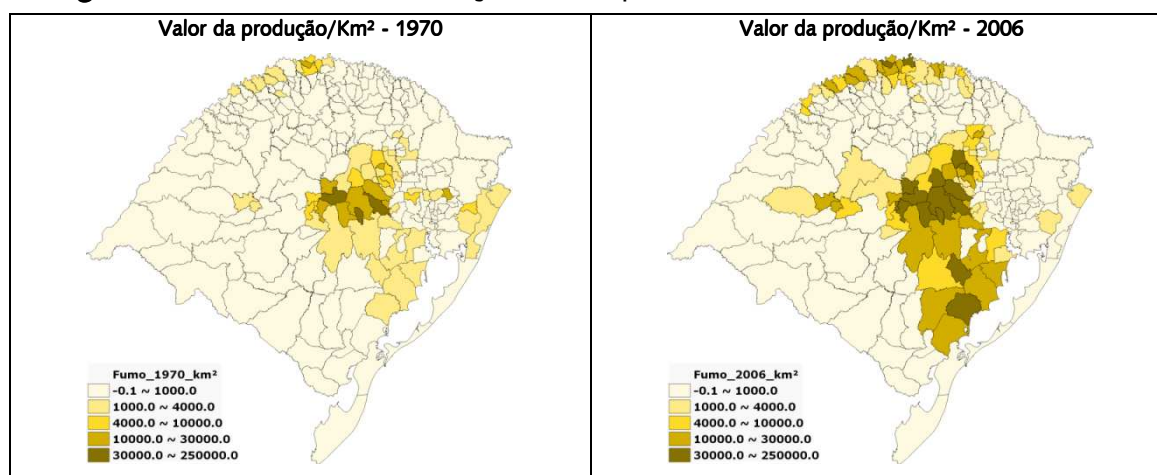 Valor da produção/Km² - 1970
Fumo_1970_km²
-0.1 ~ 1000.0
1000.0 ~ 4000.0
4000.0 ~ 10000.0
10000.0 ~ 30000.0
30000.0 ~ 250000.0
Valor da produção/Km² - 2006
Fumo_2006_km²
-0.1 ~ 1000.0
1000.0 ~ 4000.0
4000.0 ~ 10000.0
10000.0 ~ 30000.0
30000.0 ~ 250000.0